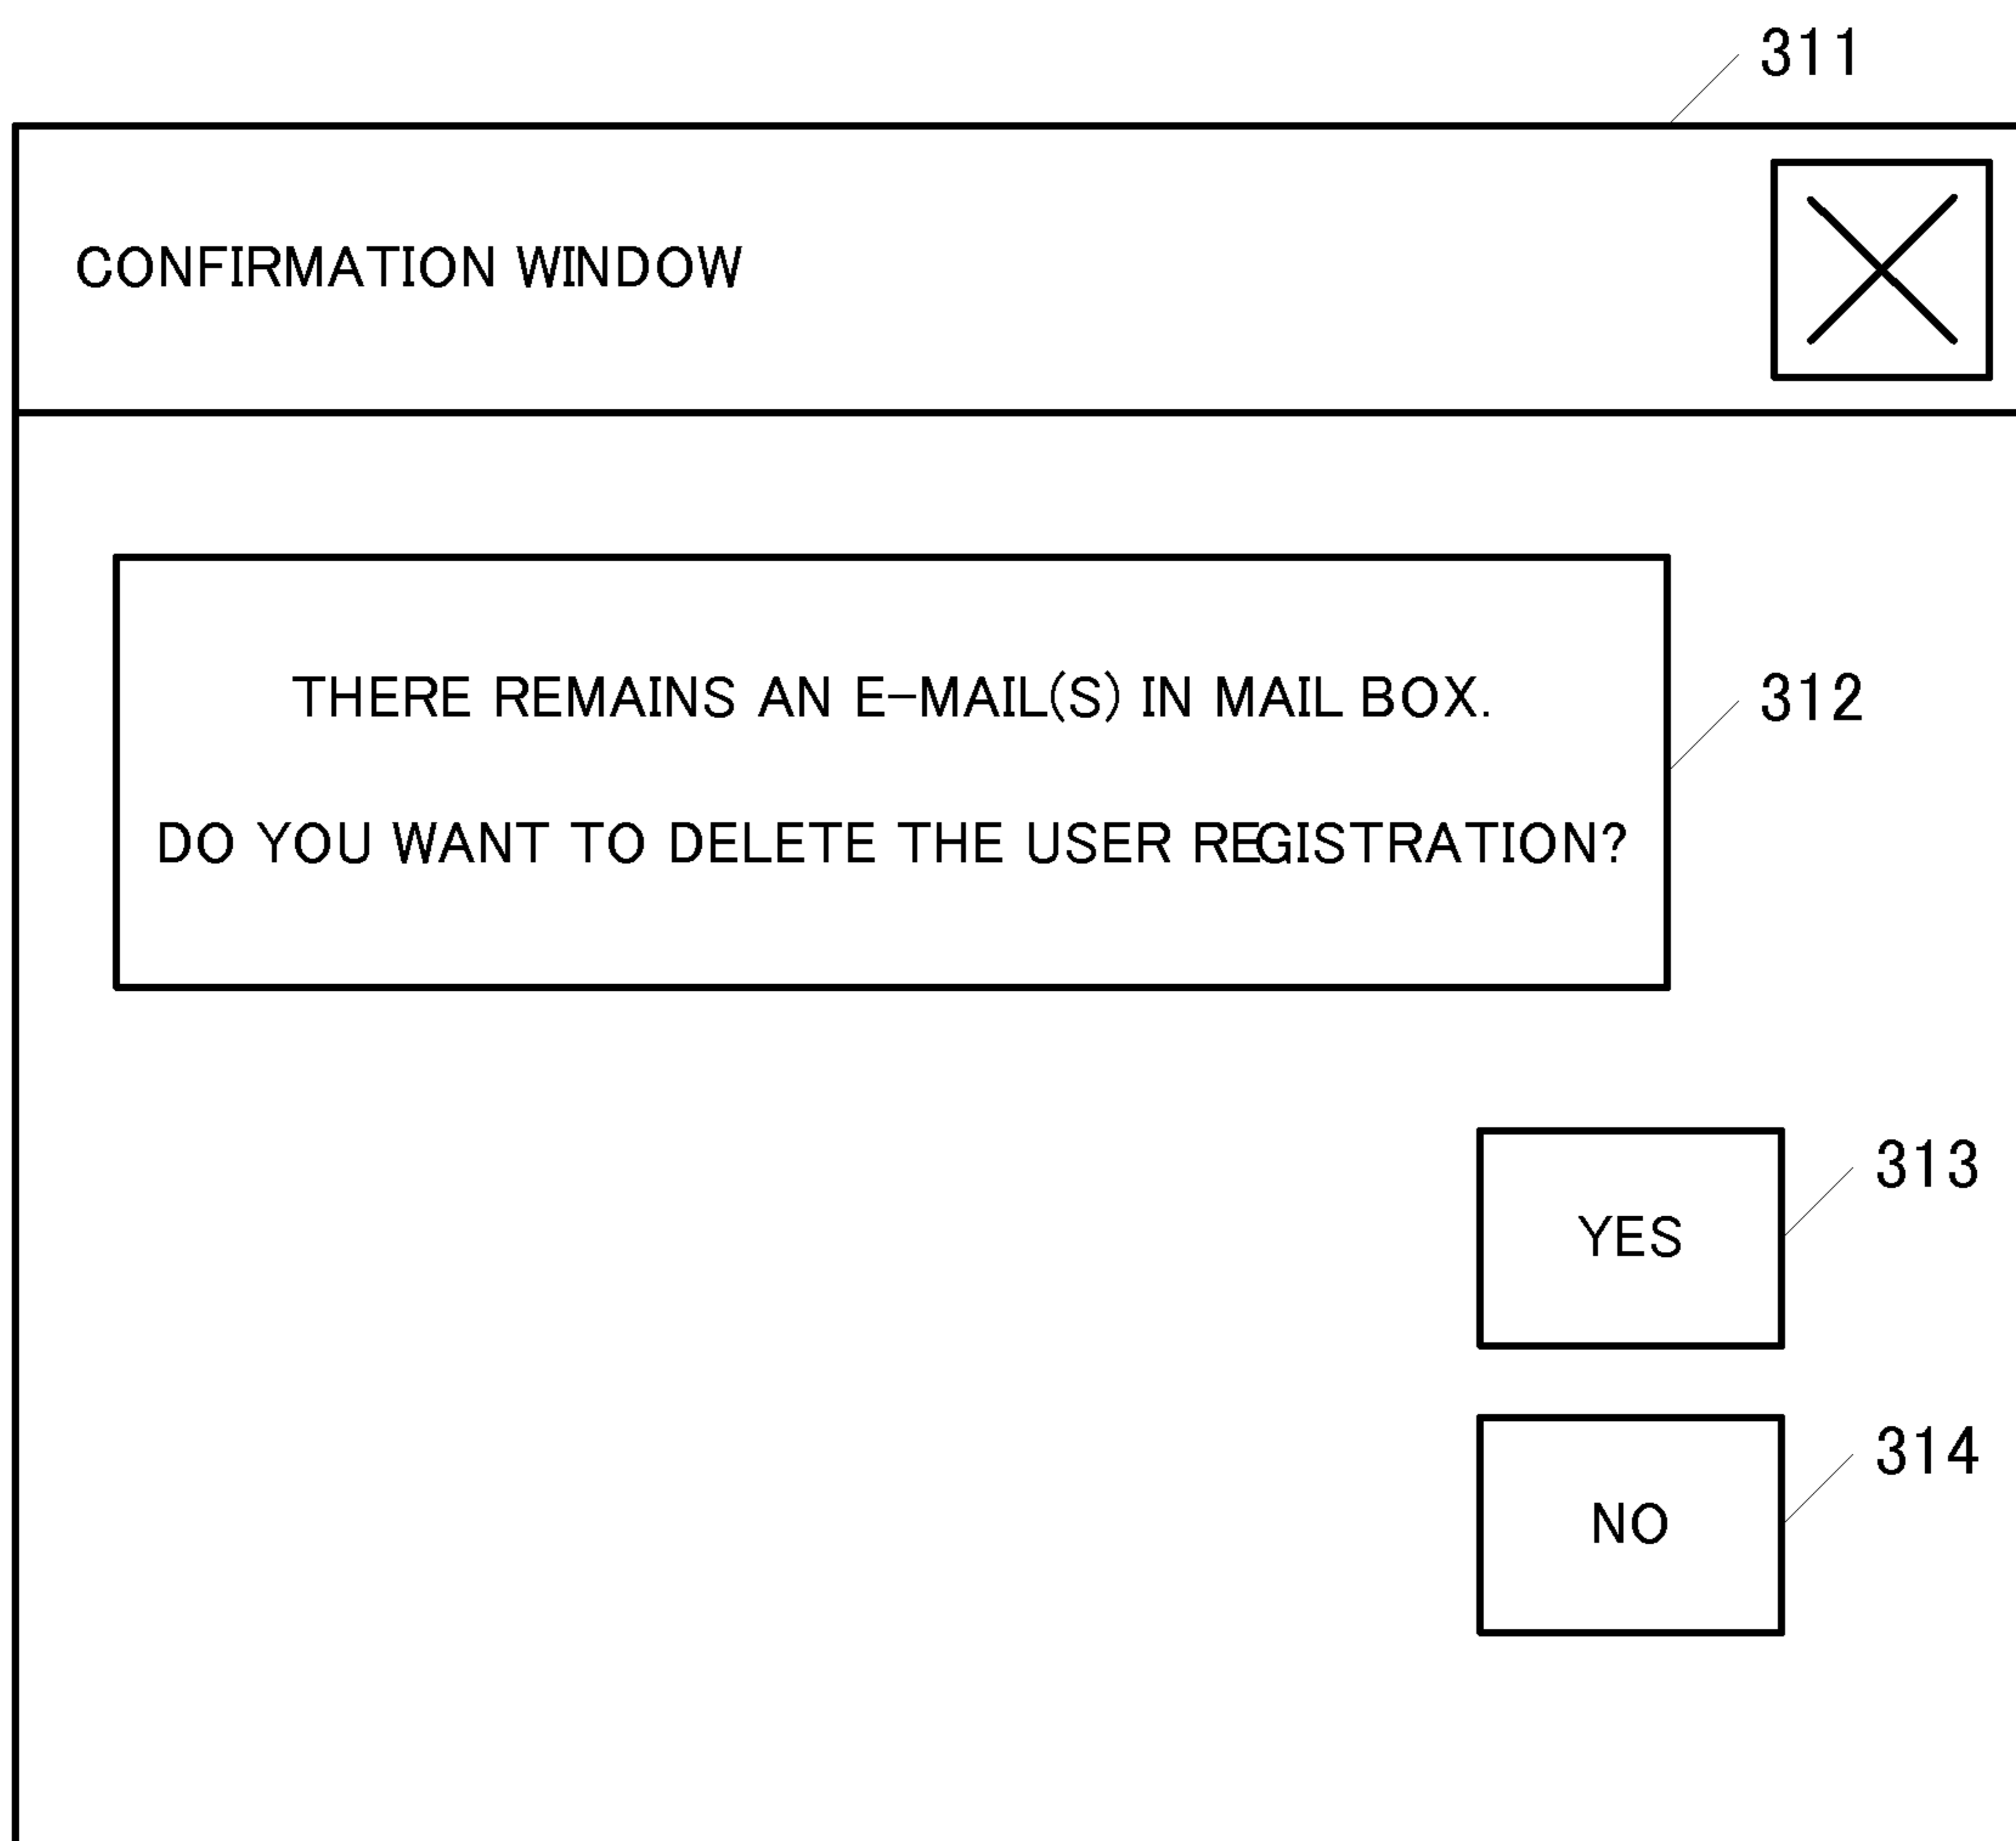 311
CONFIRMATION WINDOW
THERE REMAINS AN E-MAIL(S) IN MAIL BOX.
312
DO YOU WANT TO DELETE THE USER REGISTRATION?
313
YES
314
NO